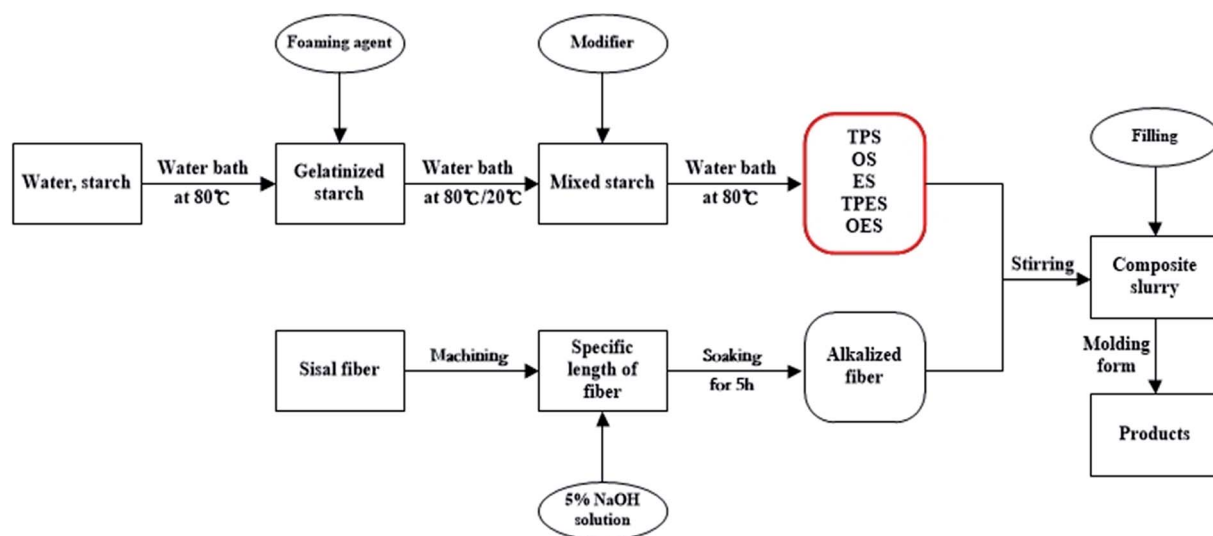 Foaming agent
Modifier
Filling
Water, starch
Water bath
at 80℃
Gelatinized
starch
Water bath
at 80℃/20℃
Mixed starch
Water bath
at 80℃
TPS
OS
ES
TPES
OES
Stirring
Composite
slurry
Sisal fiber
Machining
Specific
length of
fiber
Soaking
for 5h
Alkalized
fiber
Molding
form
Products
5% NaOH
solution